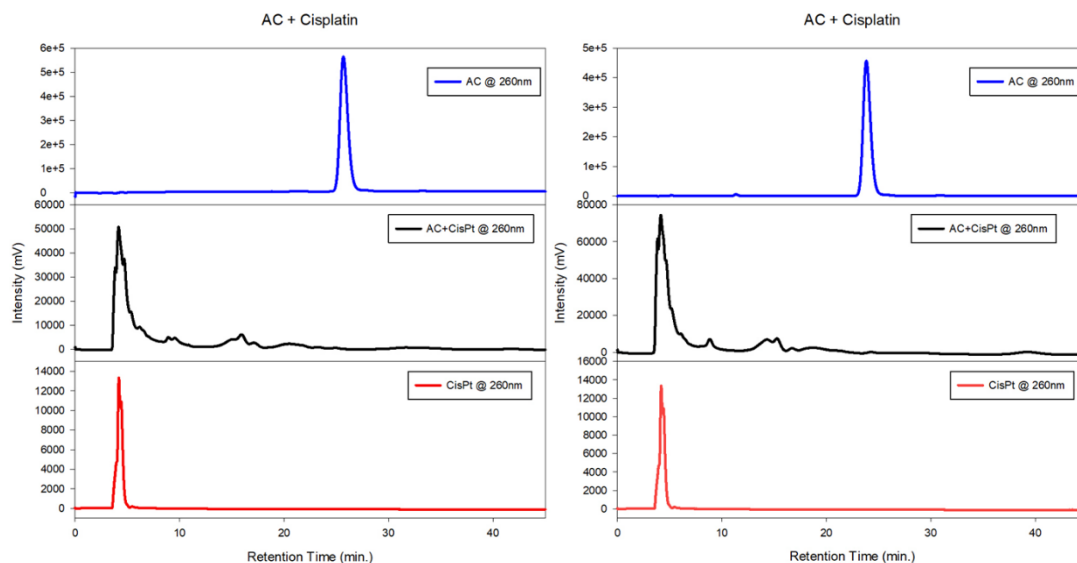 AC + Cisplatin
6e+5
5e+5
4e+5
3e+5
2e+5
1e+5
0
AC @ 260nm
60000
50000
40000
30000
20000
10000
0
AC+CisPt @ 260nm
14000
12000
10000
8000
6000
4000
2000
0
CisPt @ 260nm
Intensity (mV)
0 10 20 30 40
Retention Time (min.)
AC + Cisplatin
5e+5
4e+5
3e+5
2e+5
1e+5
0
AC @ 260nm
80000
60000
40000
20000
0
AC+CisPt @ 260nm
16000
14000
12000
10000
8000
6000
4000
2000
0
CisPt @ 260nm
Intensity (mV)
0 10 20 30 40
Retention Time (min.)